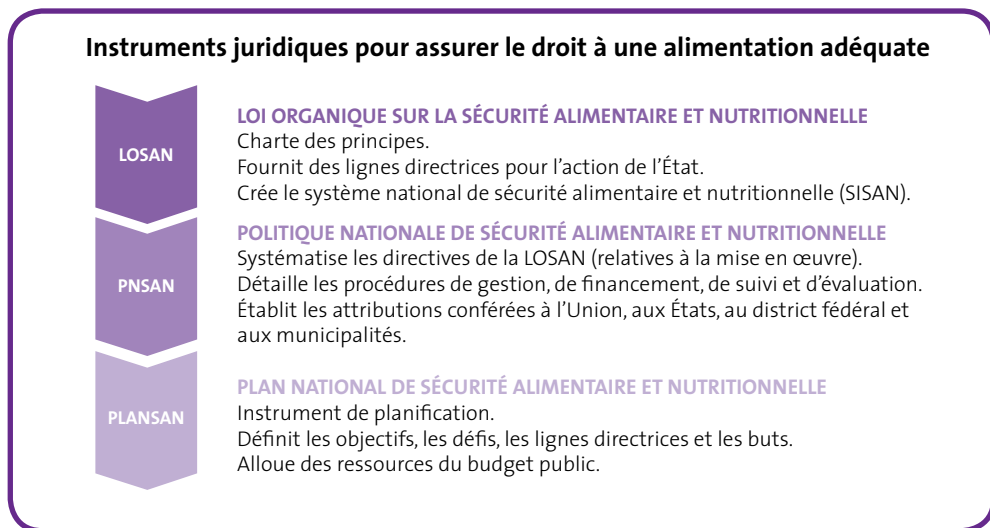 Instruments juridiques pour assurer le droit à une alimentation adéquate
LOSAN
LOI ORGANIQUE SUR LA SÉCURITÉ ALIMENTAIRE ET NUTRITIONNELLE
Charte des principes.
Fournit des lignes directrices pour l’action de l’État.
Crée le système national de sécurité alimentaire et nutritionnelle (SISAN).
PNSAN
POLITIQUE NATIONALE DE SÉCURITÉ ALIMENTAIRE ET NUTRITIONNELLE
Systématise les directives de la LOSAN (relatives à la mise en œuvre).
Détaille les procédures de gestion, de financement, de suivi et d’évaluation.
Établit les attributions conférées à l’Union, aux États, au district fédéral et
aux municipalités.
PLANSAN
PLAN NATIONAL DE SÉCURITÉ ALIMENTAIRE ET NUTRITIONNELLE
Instrument de planification.
Définit les objectifs, les défis, les lignes directrices et les buts.
Alloue des ressources du budget public.